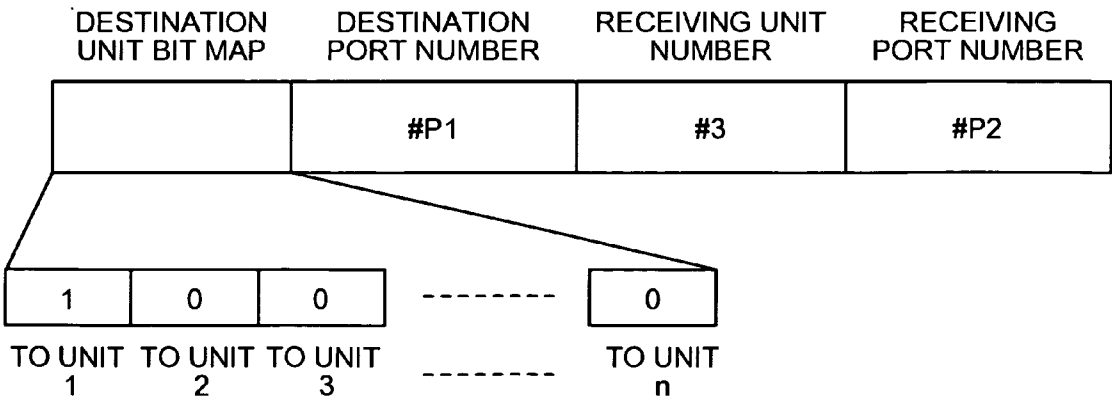 DESTINATION UNIT BIT MAP
DESTINATION PORT NUMBER
RECEIVING UNIT NUMBER
RECEIVING PORT NUMBER
#P1
#3
#P2
1
0
0
0
TO UNIT 1
TO UNIT 2
TO UNIT 3
TO UNIT n